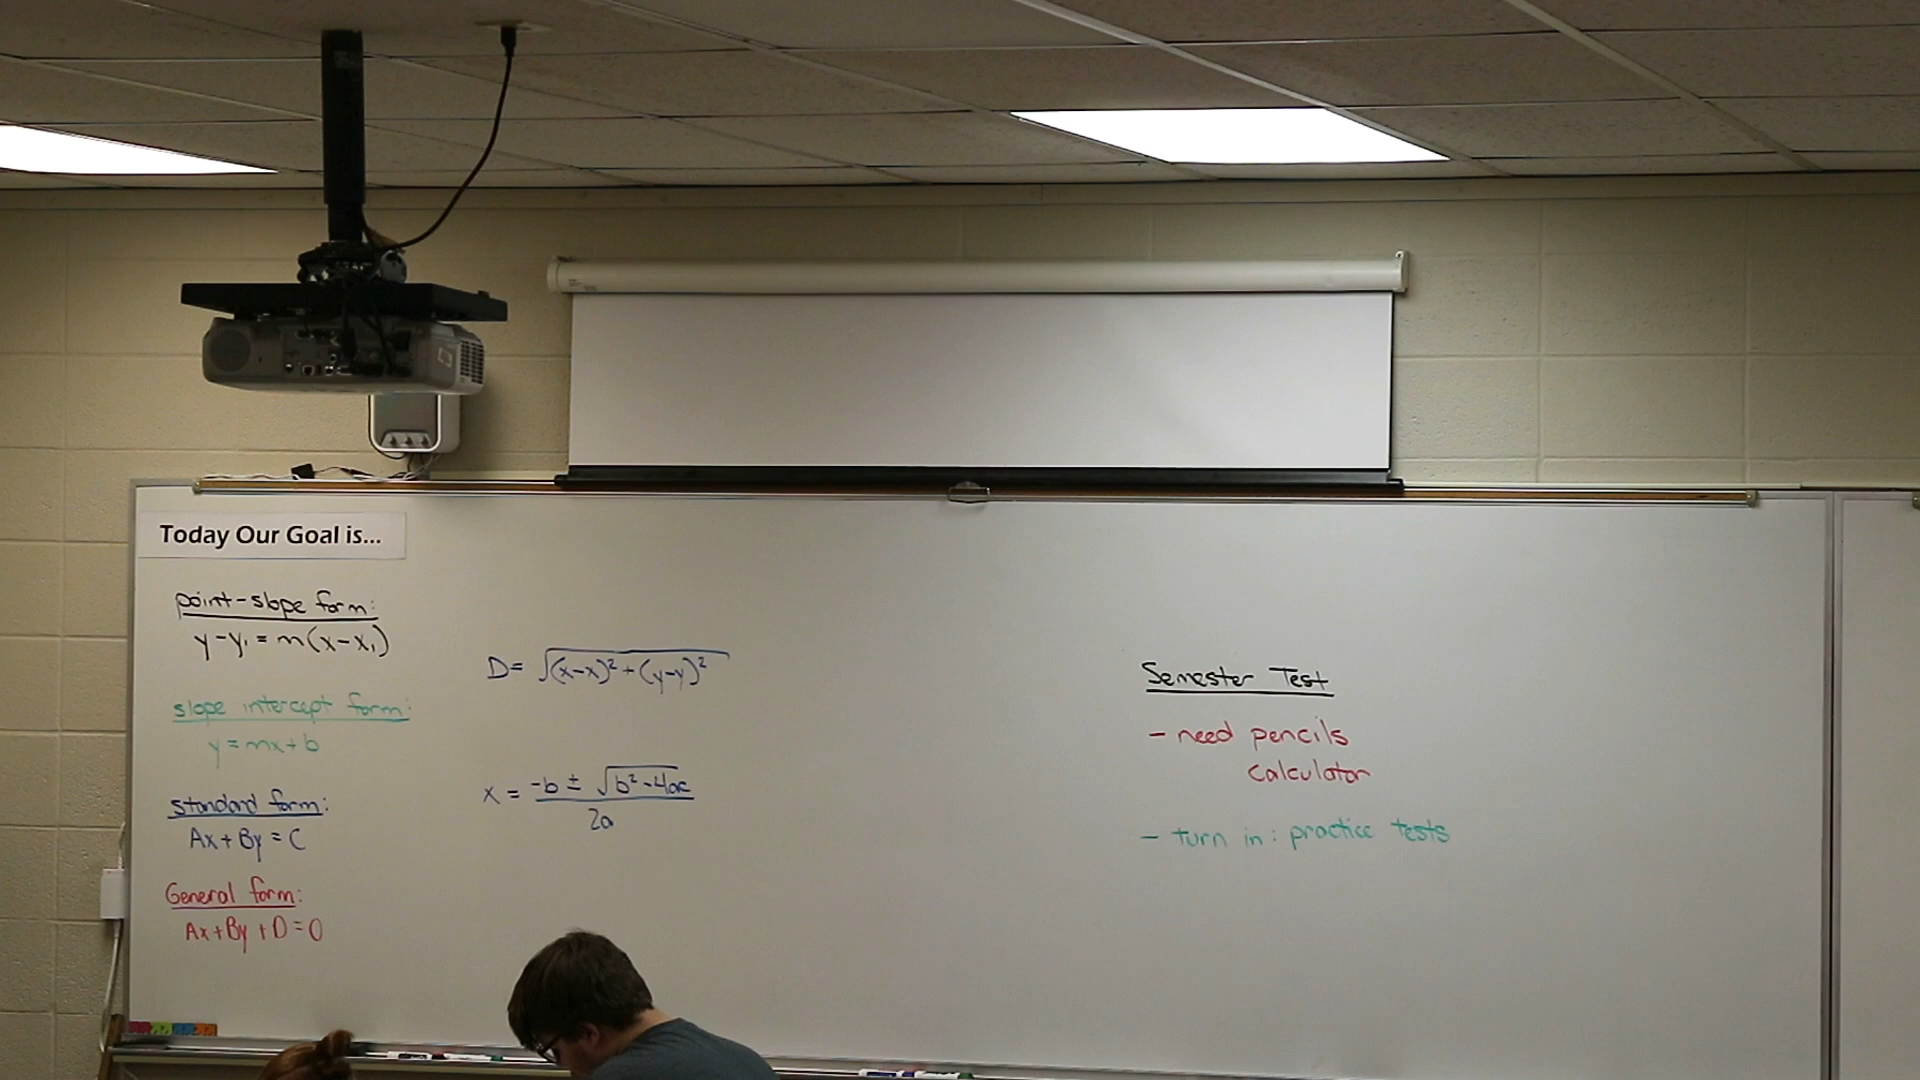 Today Our Goal is...
point-slope form:
y-y₁ = m(x-x₁)
slope intercept form:
y = mx+b
standard form:
Ax + By = C
General form:
Ax+By+D=0
D= √(x-x)²+(y-y)²
x = -b ± √b²-4ac
2a
Semester Test
- need pencils
calculator
- turn in: practice tests